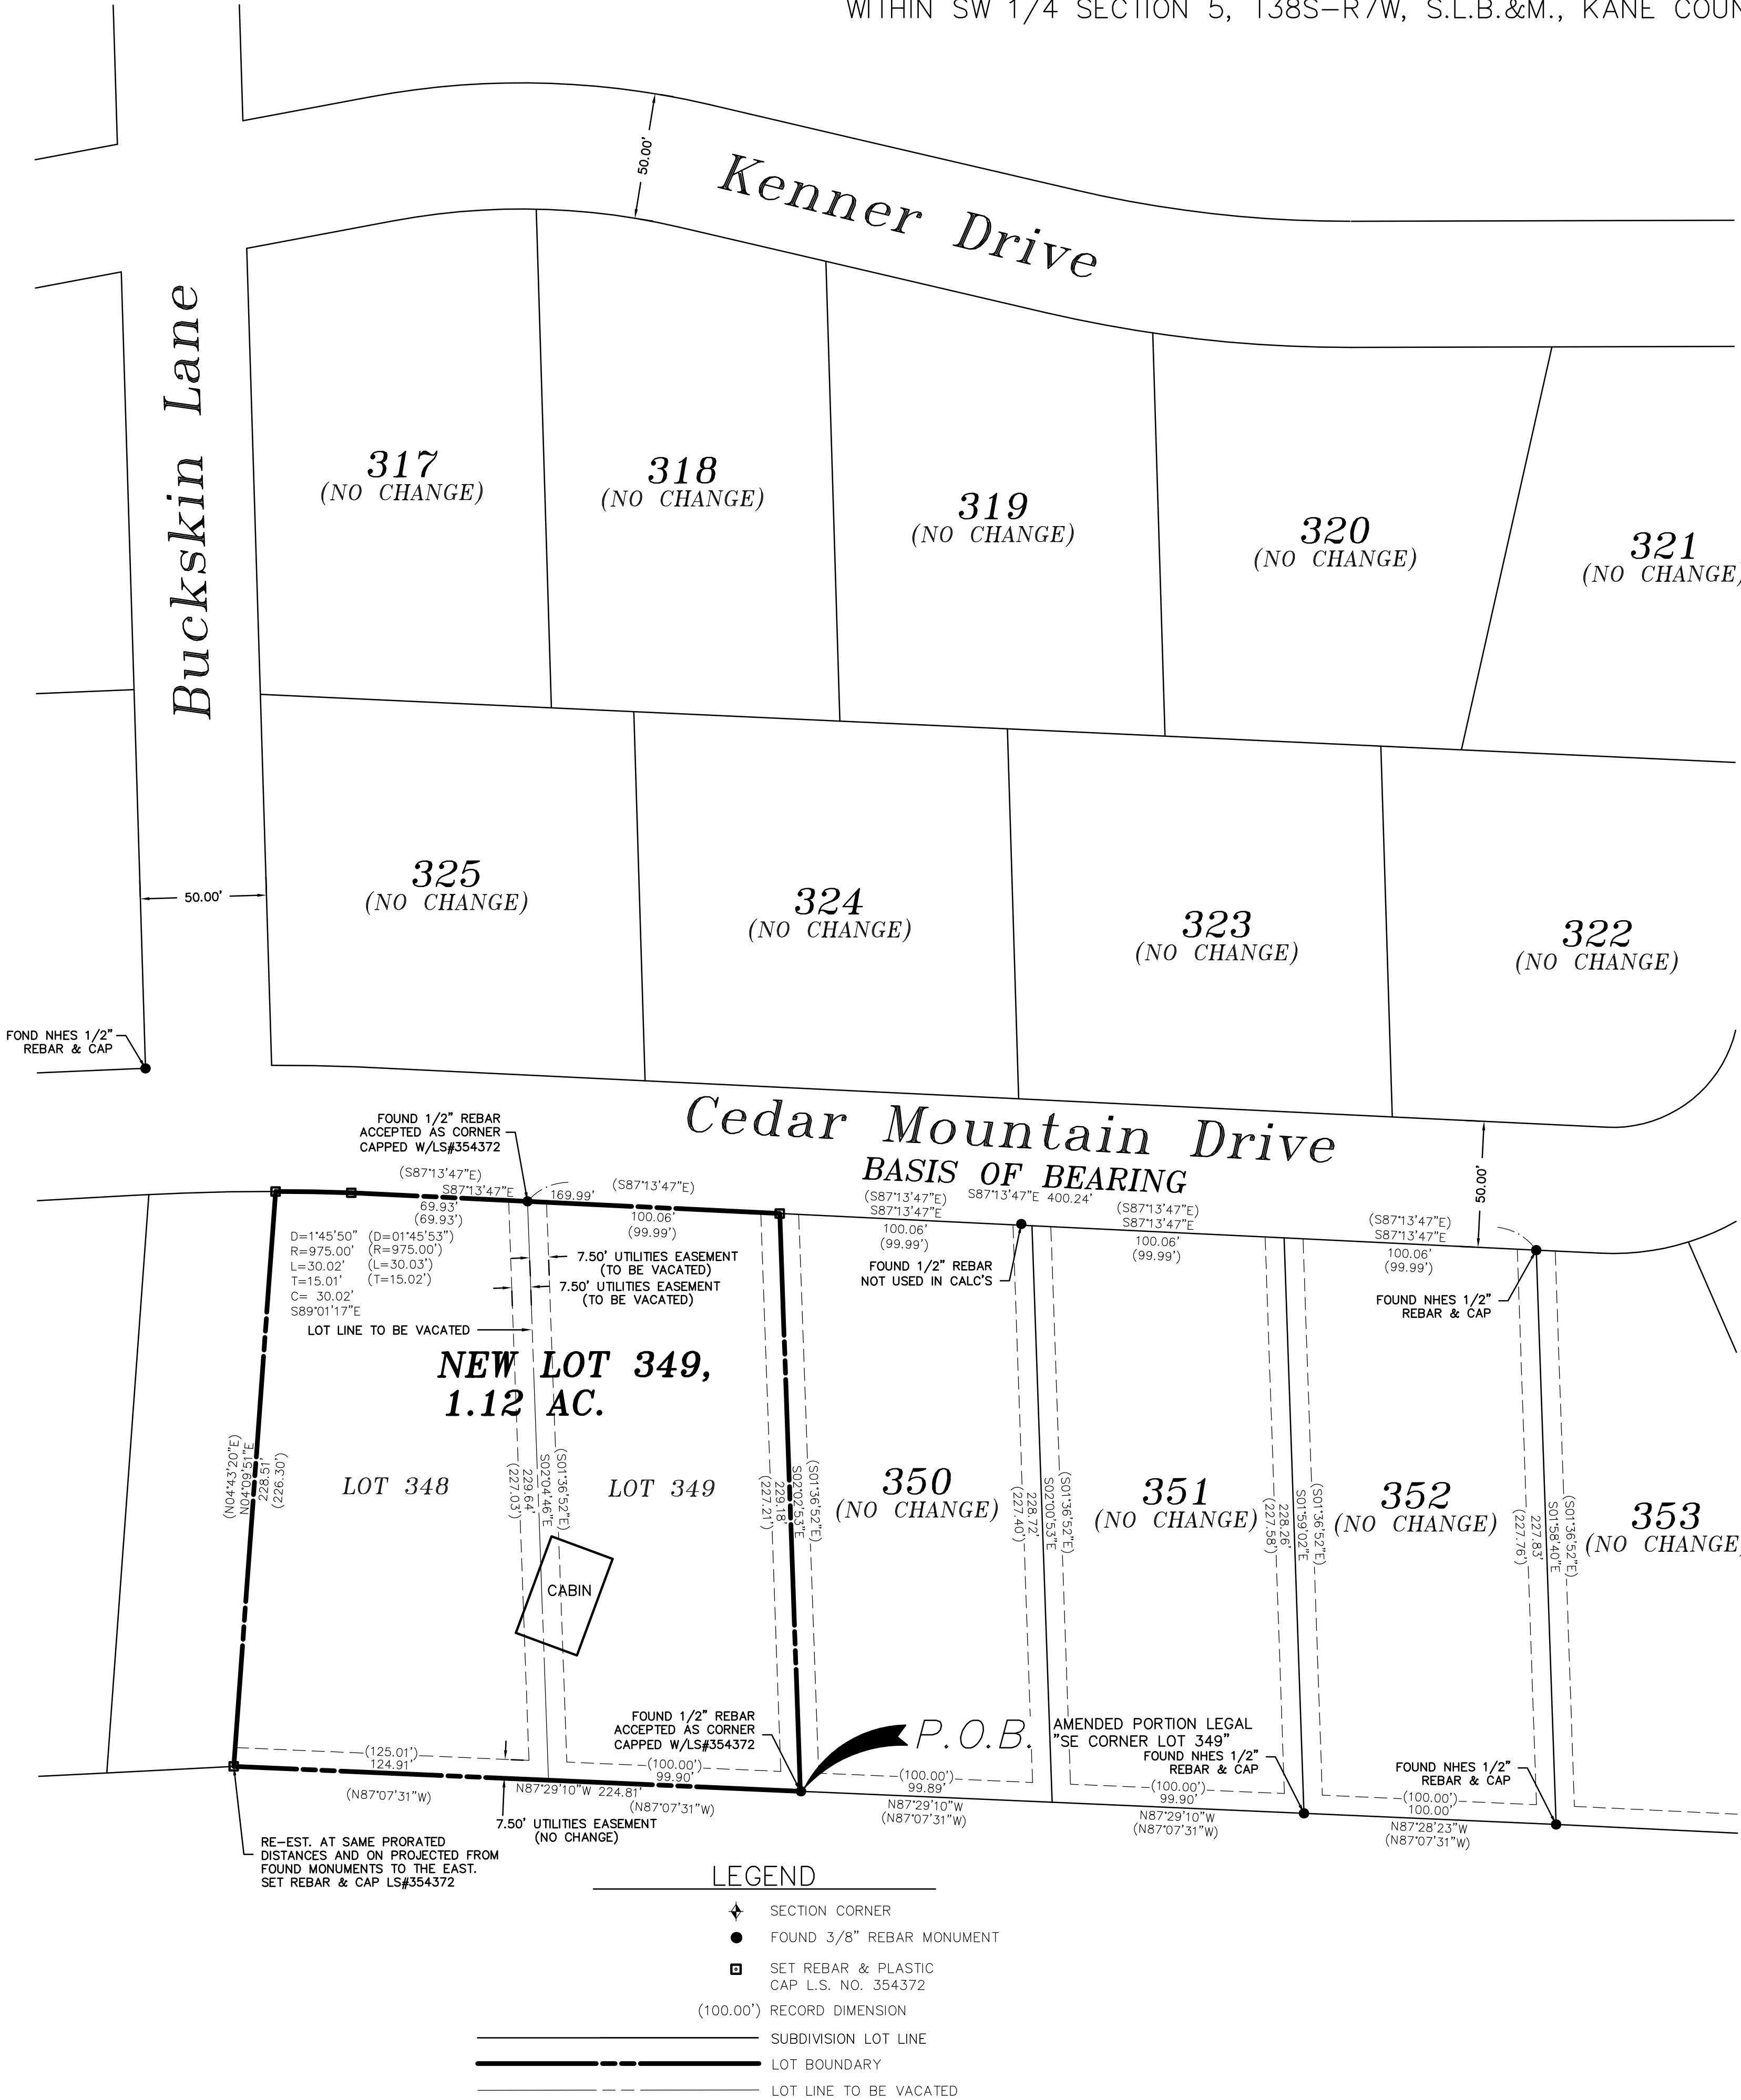 WITHIN SW 1/4 SECTION 5, T38S-R7W, S.L.B.&M., KANE COUN
50.00'
Kenner Drive
Buckskin Lane
317
(NO CHANGE)
318
(NO CHANGE)
319
(NO CHANGE)
320
(NO CHANGE)
321
(NO CHANGE)
325
(NO CHANGE)
324
(NO CHANGE)
323
(NO CHANGE)
322
(NO CHANGE)
50.00'
FOND NHES 1/2"
REBAR & CAP
Cedar Mountain Drive
BASIS OF BEARING
S87°13'47"E 400.24'
50.00'
FOUND 1/2" REBAR
ACCEPTED AS CORNER
CAPPED W/LS#354372
(S87°13'47"E)
S87°13'47"E
169.99'
69.93'
(69.93')
(S87°13'47"E)
100.06'
(99.99')
(S87°13'47"E)
S87°13'47"E
100.06'
(99.99')
(S87°13'47"E)
S87°13'47"E
100.06'
(99.99')
(S87°13'47"E)
S87°13'47"E
100.06'
(99.99')
D=1°45'50" (D=01°45'53")
R=975.00' (R=975.00')
L=30.02' (L=30.03')
T=15.01' (T=15.02')
C= 30.02'
S89°01'17"E
7.50' UTILITIES EASEMENT
(TO BE VACATED)
7.50' UTILITIES EASEMENT
(TO BE VACATED)
LOT LINE TO BE VACATED
FOUND 1/2" REBAR
NOT USED IN CALC'S
FOUND NHES 1/2"
REBAR & CAP
NEW LOT 349,
1.12 AC.
LOT 348
LOT 349
350
(NO CHANGE)
351
(NO CHANGE)
352
(NO CHANGE)
353
(NO CHANGE)
(N04°43'20"E)
N04°09'51"E
228.51'
(226.30')
(227.03')
229.64'
S02°04'46"E
(S01°36'52"E)
(227.21')
229.18'
S02°02'53"E
(S01°36'52"E)
(227.40')
228.72'
S02°00'53"E
(S01°36'52"E)
(227.58')
228.26'
S01°59'02"E
(S01°36'52"E)
(227.76')
227.83'
S01°58'40"E
(S01°36'52"E)
CABIN
FOUND 1/2" REBAR
ACCEPTED AS CORNER
CAPPED W/LS#354372
P.O.B.
AMENDED PORTION LEGAL
"SE CORNER LOT 349"
FOUND NHES 1/2"
REBAR & CAP
FOUND NHES 1/2"
REBAR & CAP
(125.01')
124.91'
(N87°07'31"W)
(100.00')
99.90'
N87°29'10"W 224.81'
(N87°07'31"W)
(100.00')
99.89'
N87°29'10"W
(N87°07'31"W)
(100.00')
99.90'
N87°29'10"W
(N87°07'31"W)
(100.00')
100.00'
N87°28'23"W
(N87°07'31"W)
7.50' UTILITIES EASEMENT
(NO CHANGE)
RE-EST. AT SAME PRORATED
DISTANCES AND ON PROJECTED FROM
FOUND MONUMENTS TO THE EAST.
SET REBAR & CAP LS#354372
LEGEND
SECTION CORNER
FOUND 3/8" REBAR MONUMENT
SET REBAR & PLASTIC
CAP L.S. NO. 354372
(100.00') RECORD DIMENSION
SUBDIVISION LOT LINE
LOT BOUNDARY
LOT LINE TO BE VACATED